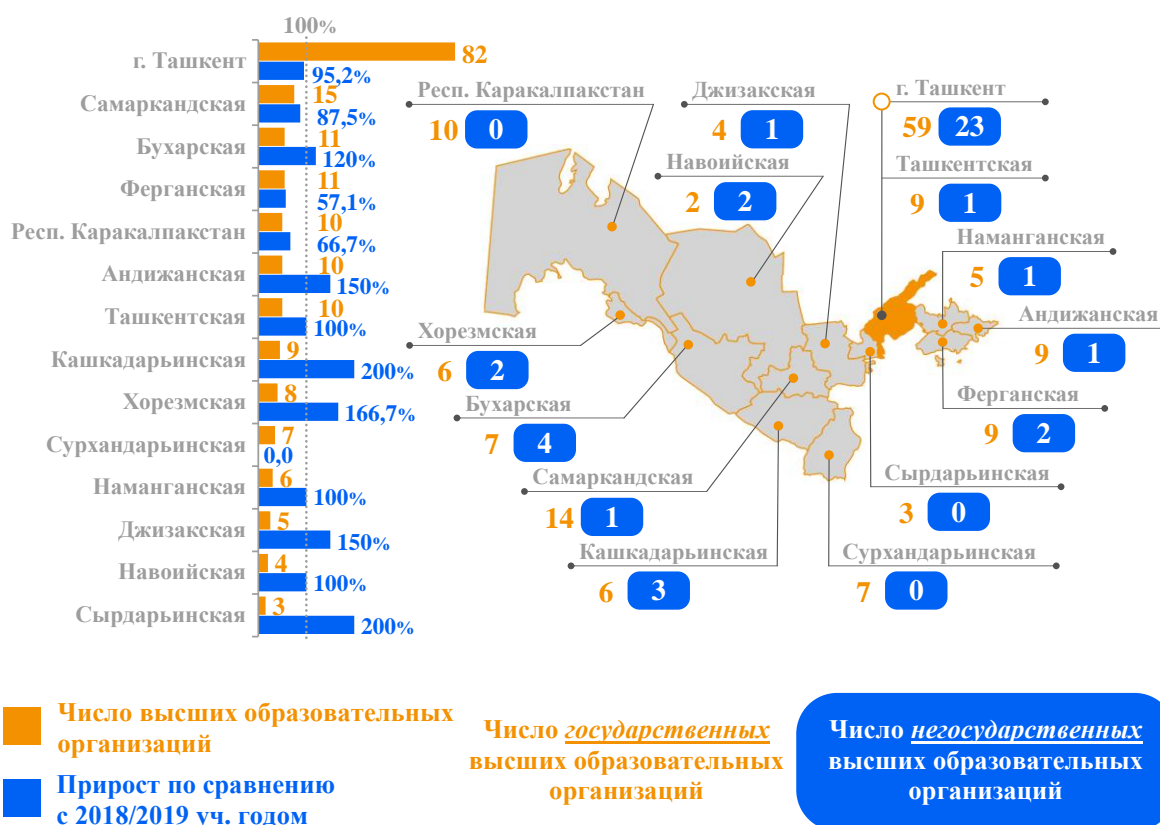 100%
г. Ташкент
82
95,2%
Самаркандская
15
87,5%
Бухарская
11
120%
Ферганская
11
57,1%
Респ. Каракалпакстан
10
66,7%
Андижанская
10
150%
Ташкентская
10
100%
Кашкадарьинская
9
200%
Хорезмская
8
166,7%
Сурхандарьинская
7
0,0
Наманганская
6
100%
Джизакская
5
150%
Навоийская
4
100%
Сырдарьинская
3
200%
Респ. Каракалпакстан
10 0
Джизакская
4 1
Навоийская
2 2
г. Ташкент
59 23
Ташкентская
9 1
Наманганская
5 1
Андижанская
9 1
Ферганская
9 2
Хорезмская
6 2
Бухарская
7 4
Самаркандская
14 1
Кашкадарьинская
6 3
Сырдарьинская
3 0
Сурхандарьинская
7 0
Число высших образовательных
организаций
Прирост по сравнению
с 2018/2019 уч. годом
Число государственных
высших образовательных
организаций
Число негосударственных
высших образовательных
организаций